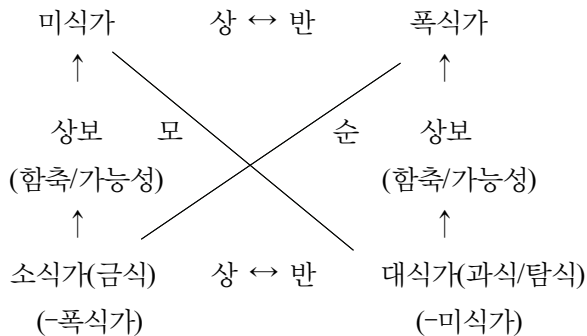 미식가 상 ↔ 반 폭식가
↑ ↑
상보 모 순 상보
(함축/가능성) (함축/가능성)
↑ ↑
소식가(금식) 상 ↔ 반 대식가(과식/탐식)
(-폭식가) (-미식가)